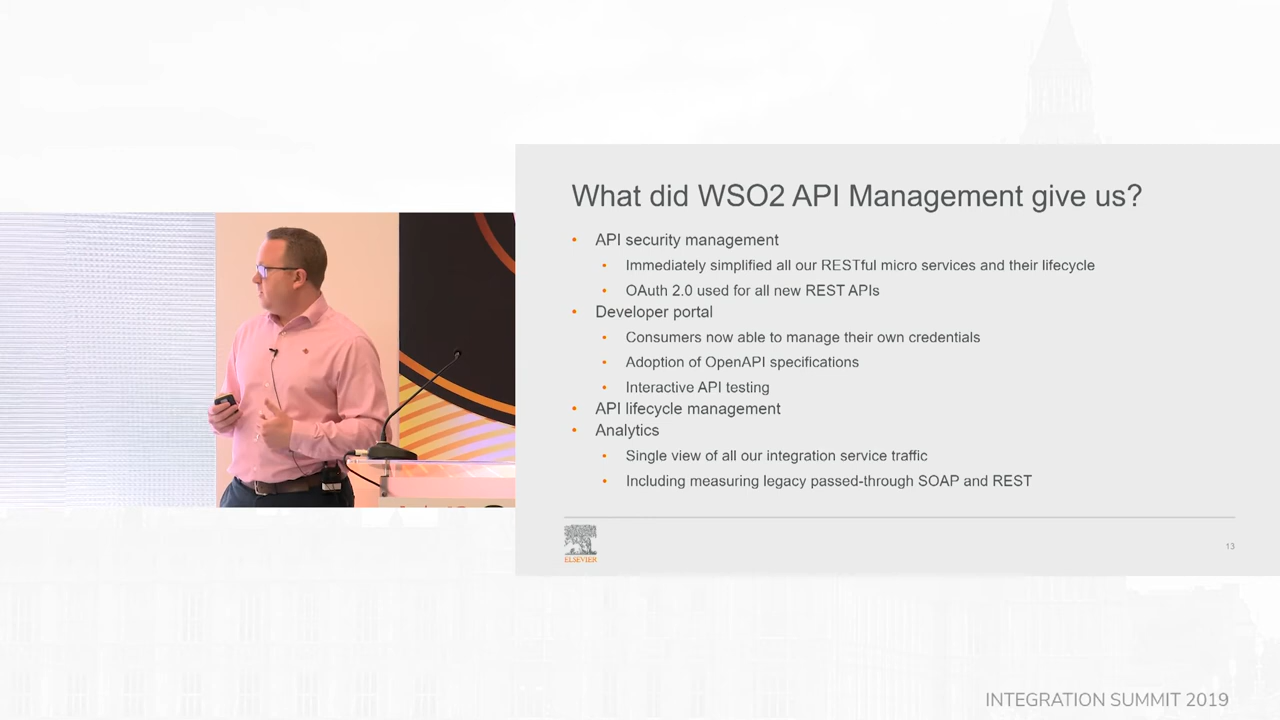 What did WSO2 API Management give us?
• API security management
• Immediately simplified all our RESTful micro services and their lifecycle
• OAuth 2.0 used for all new REST APIs
• Developer portal
• Consumers now able to manage their own credentials
• Adoption of OpenAPI specifications
• Interactive API testing
• API lifecycle management
• Analytics
• Single view of all our integration service traffic
• Including measuring legacy passed-through SOAP and REST
ELSEVIER
13
INTEGRATION SUMMIT 2019